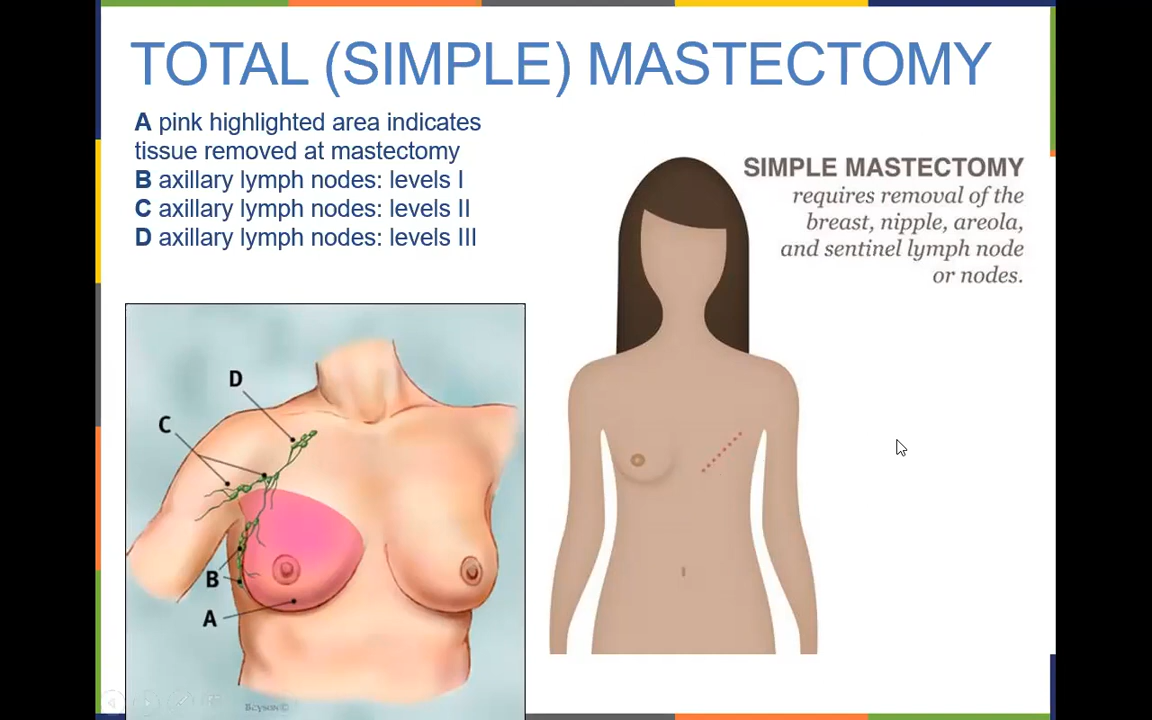 TOTAL (SIMPLE) MASTECTOMY
A pink highlighted area indicates
tissue removed at mastectomy
B axillary lymph nodes: levels I
C axillary lymph nodes: levels II
D axillary lymph nodes: levels III
SIMPLE MASTECTOMY
requires removal of the
breast, nipple, areola,
and sentinel lymph node
or nodes.
D
C
B
A